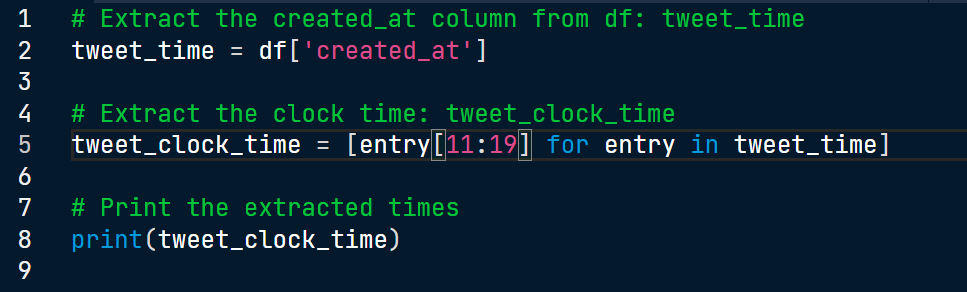 1 # Extract the created_at column from df: tweet_time
2 tweet_time = df['created_at']
3
4 # Extract the clock time: tweet_clock_time
5 tweet_clock_time = [entry[11:19] for entry in tweet_time]
6
7 # Print the extracted times
8 print(tweet_clock_time)
9